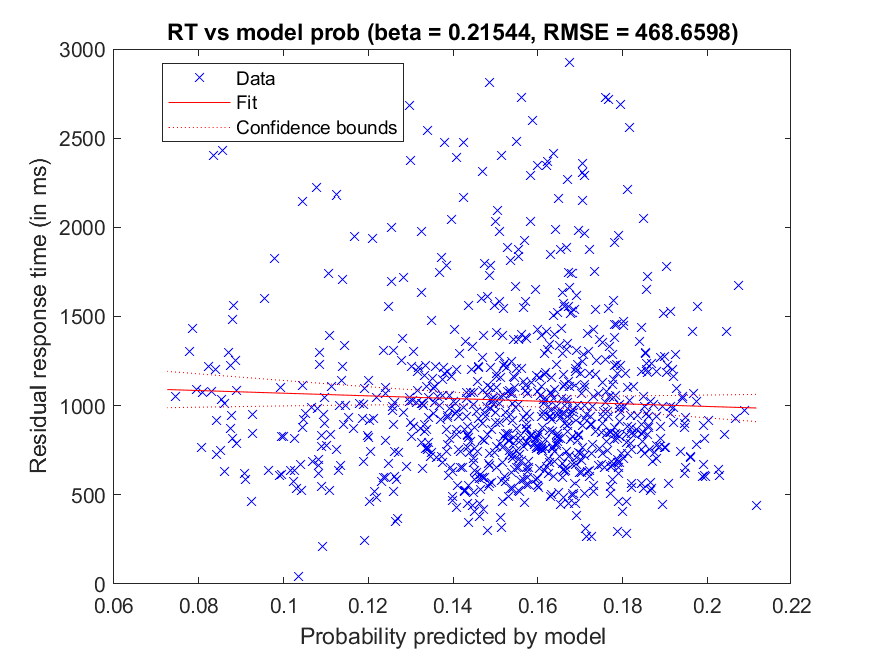 RT vs model prob (beta = 0.21544, RMSE = 468.6598)
3000
2500
2000
1500
1000
500
0
Residual response time (in ms)
Data
Fit
Confidence bounds
0.06 0.08 0.1 0.12 0.14 0.16 0.18 0.2 0.22
Probability predicted by model